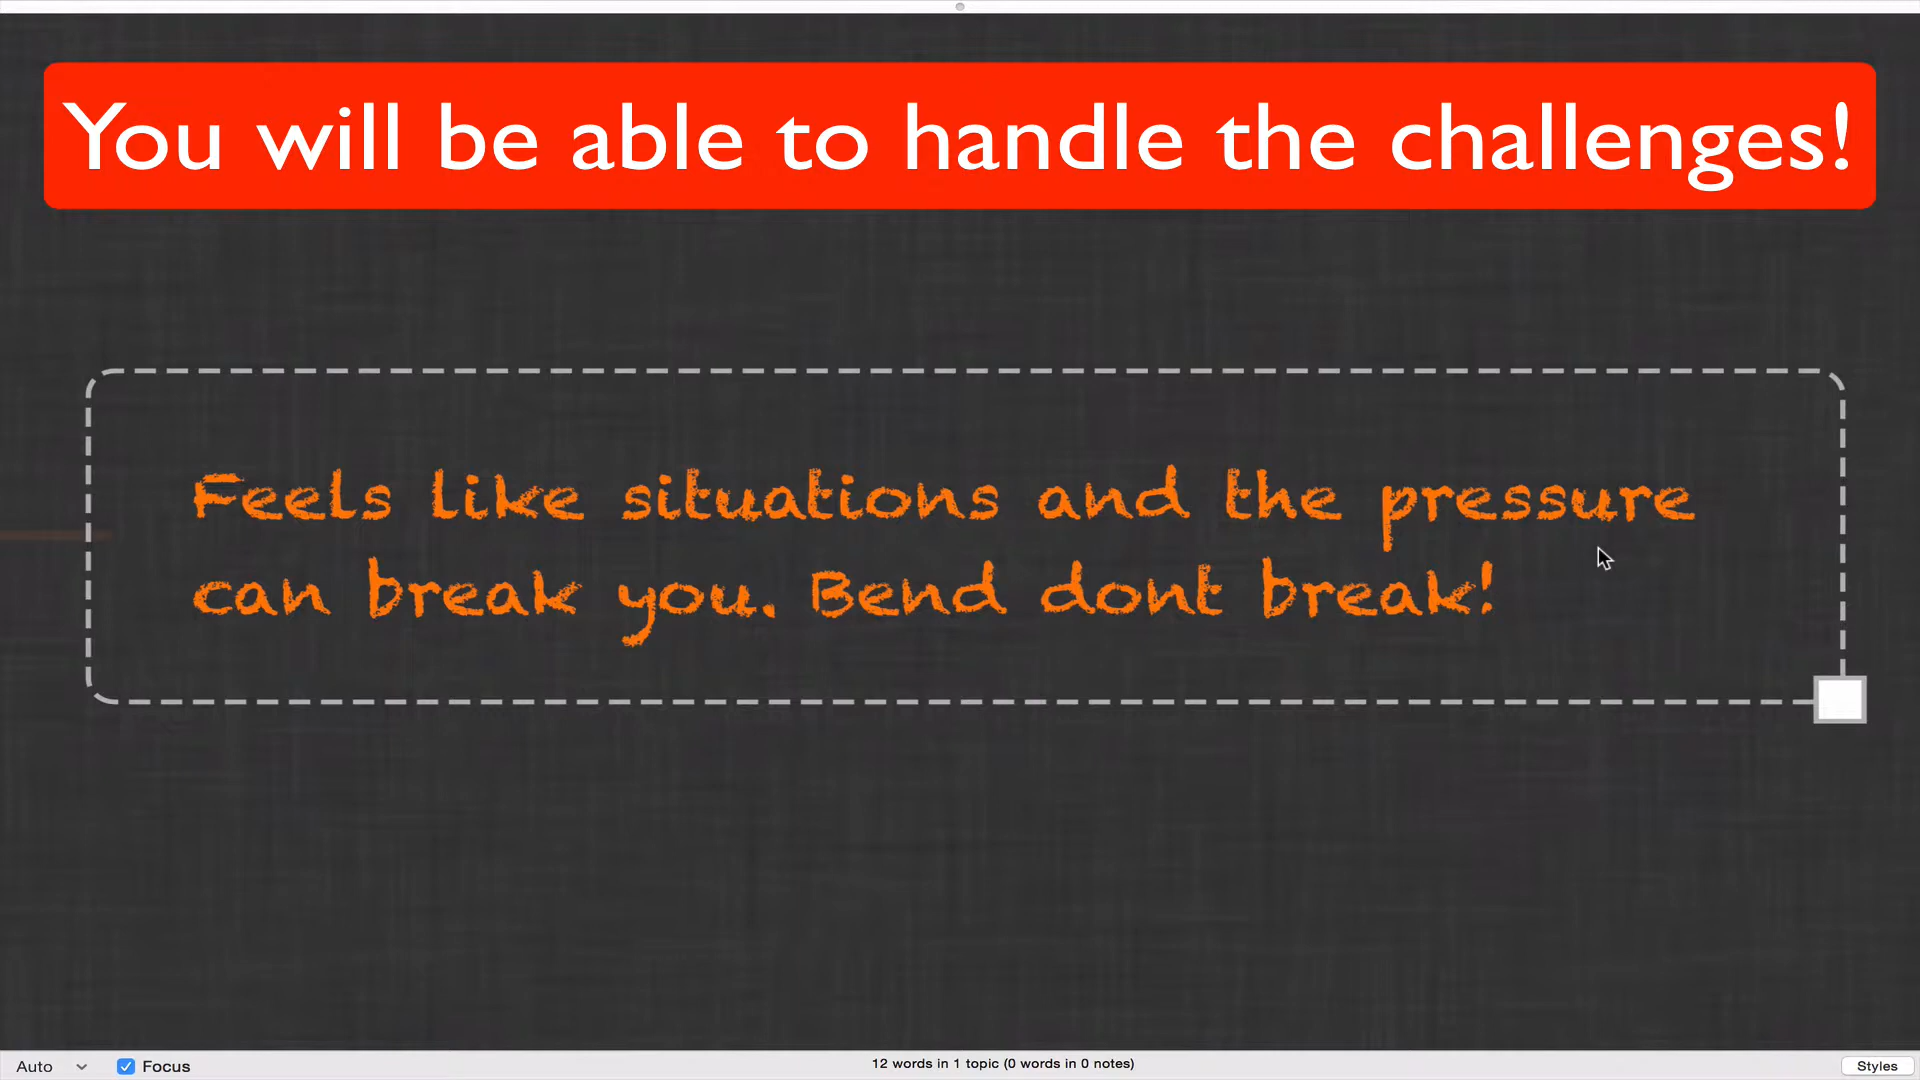 You will be able to handle the challenges!
Feels like situations and the pressure
can break you. Bend dont break!
Auto
Focus
12 words in 1 topic (0 words in 0 notes)
Styles